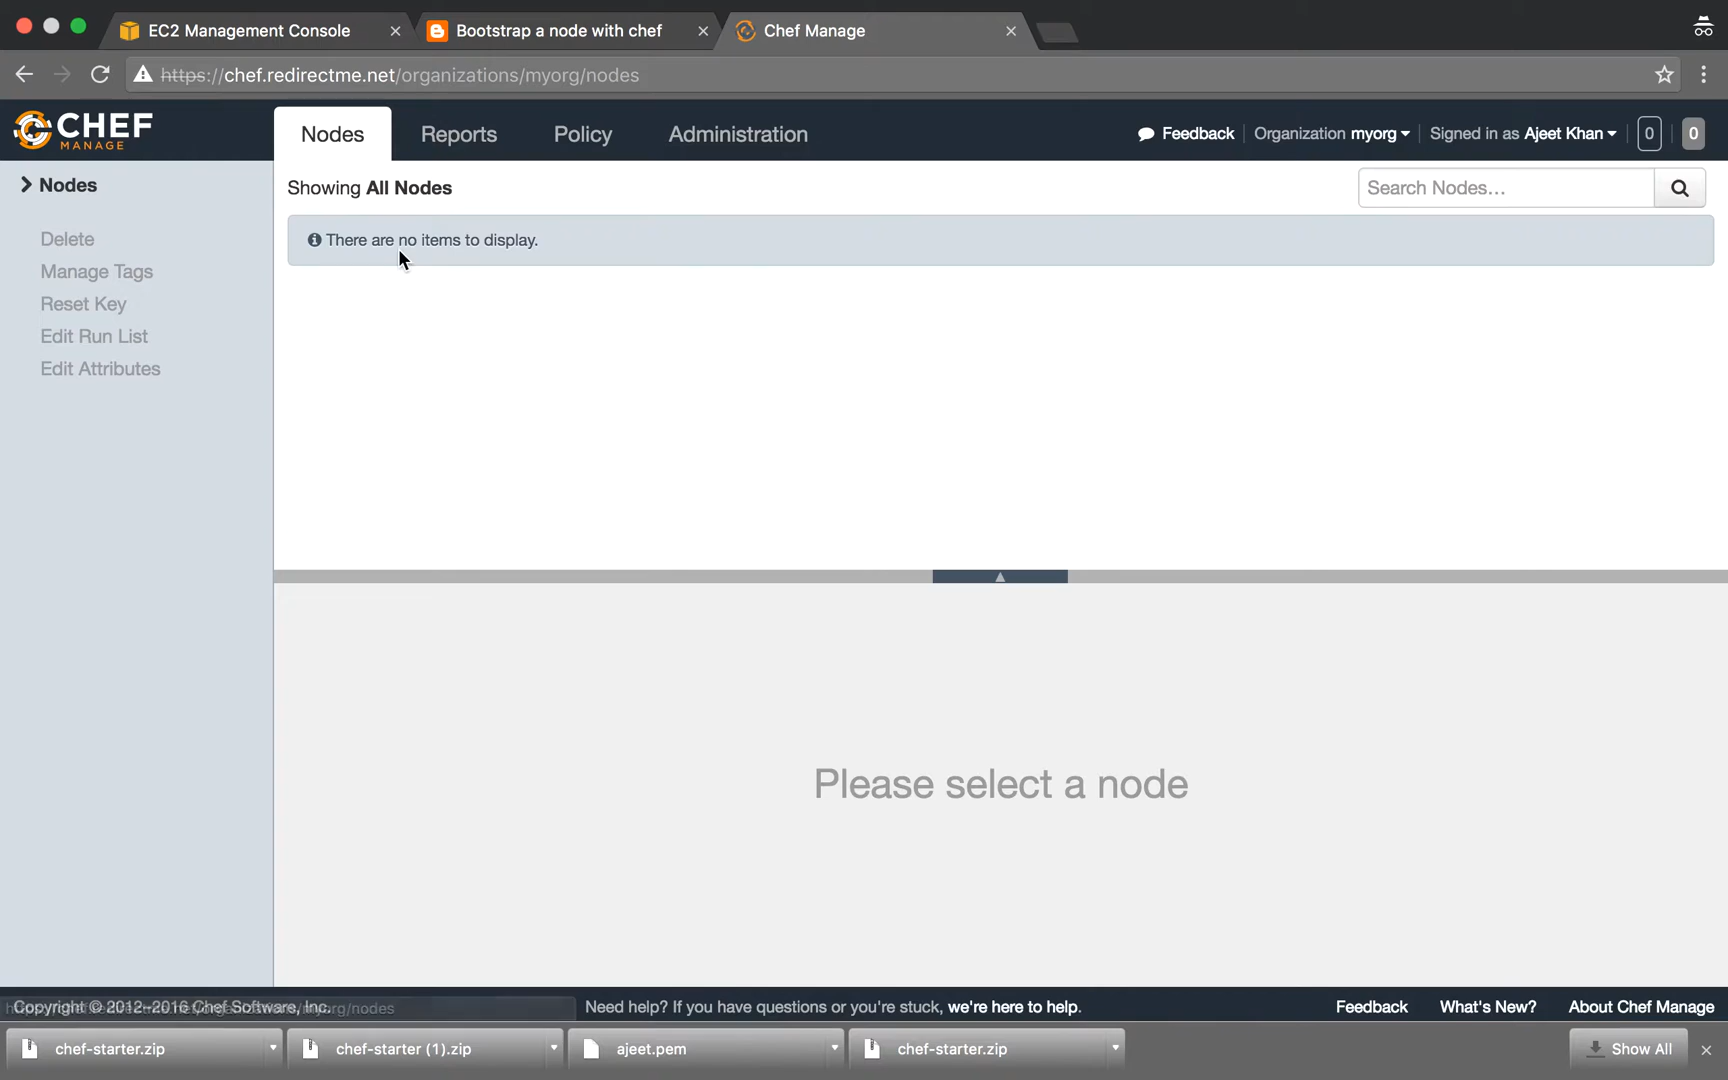 EC2 Management Console
Bootstrap a node with chef
Chef Manage
https://chef.redirectme.net/organizations/myorg/nodes
CHEF
MANAGE
Nodes
Reports
Policy
Administration
Feedback
Organization myorg
Signed in as Ajeet Khan
0
0
Nodes
Delete
Manage Tags
Reset Key
Edit Run List
Edit Attributes
Showing All Nodes
Search Nodes...
There are no items to display.
Please select a node
Copyright © 2012–2016 Chef Software, Inc.
Need help? If you have questions or you're stuck, we're here to help.
Feedback
What's New?
About Chef Manage
chef-starter.zip
chef-starter (1).zip
ajeet.pem
chef-starter.zip
Show All